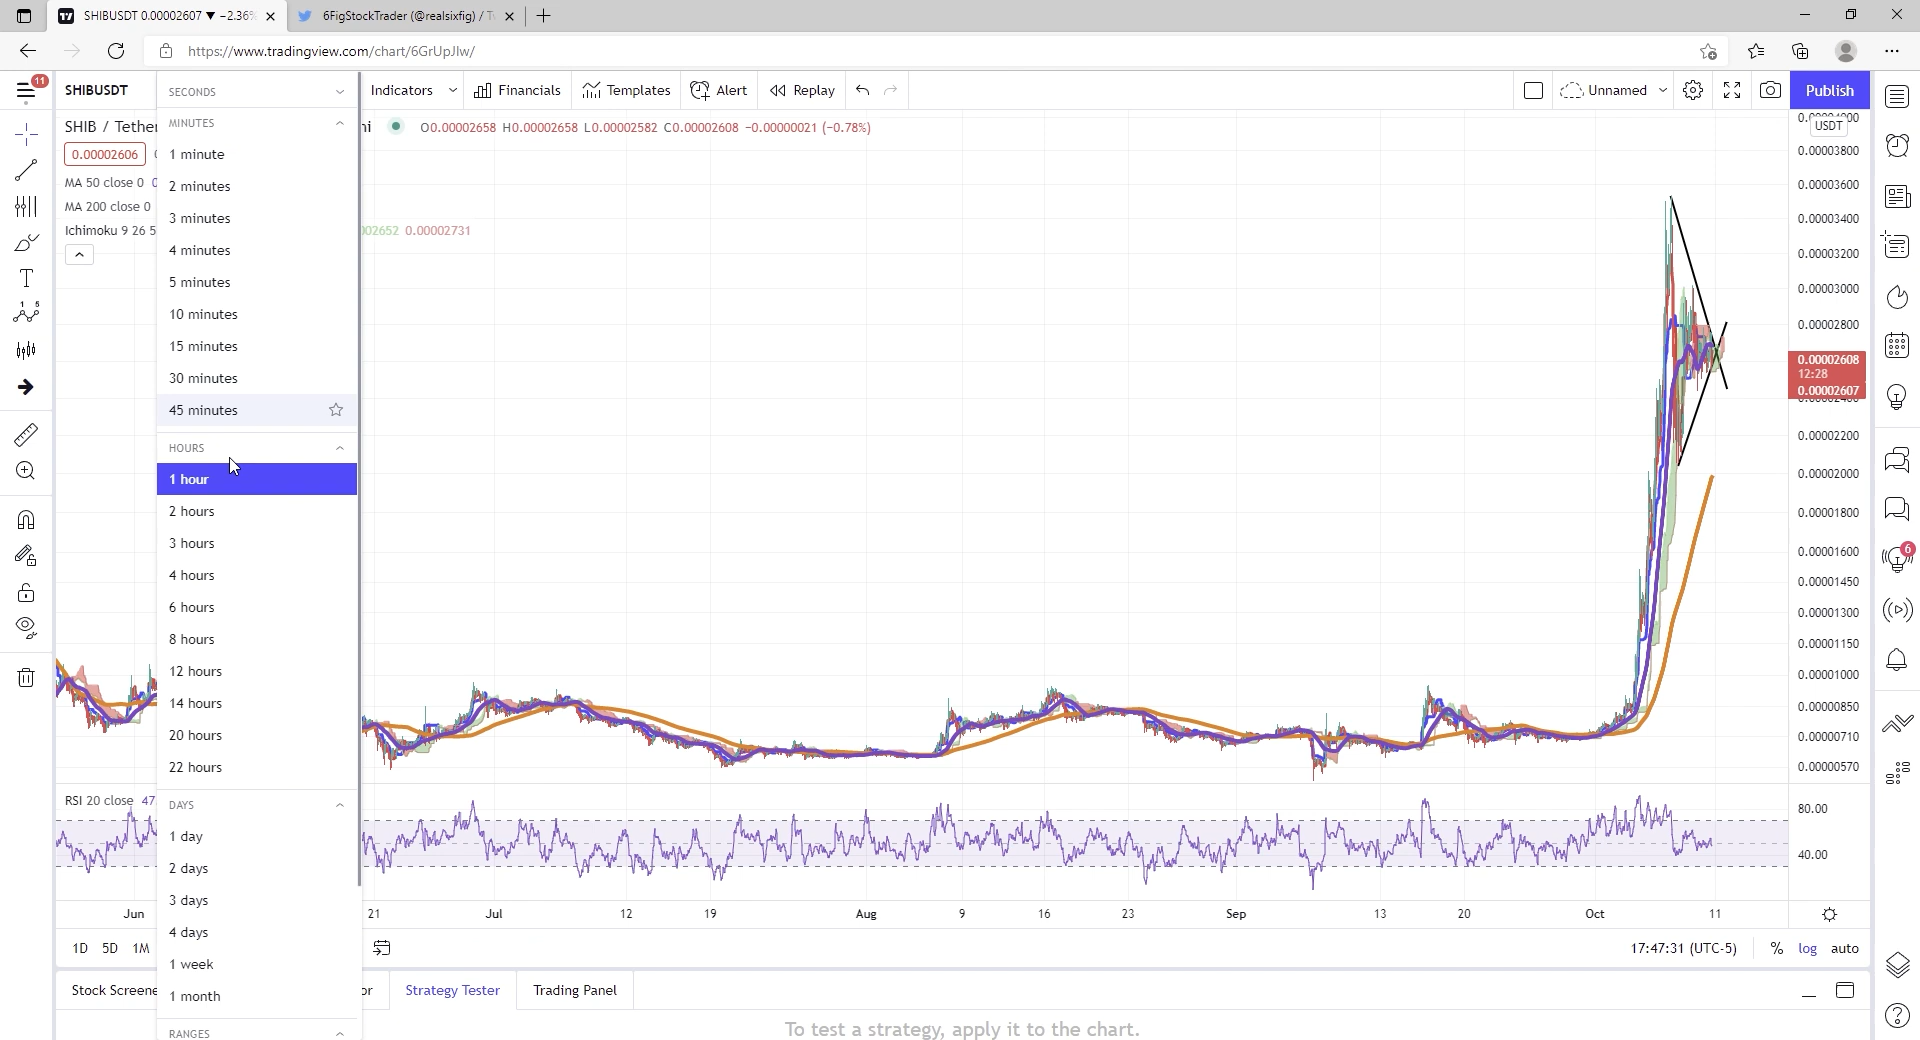 SHIBUSDT 0.00002607 ▼ −2.36%
6FigStockTrader (@realsixfig) / Tw
https://www.tradingview.com/chart/6GrUpJIw/
11
SHIBUSDT
Indicators
Financials
Templates
Alert
Replay
Unnamed
Publish
SHIB / Tether
O0.00002658 H0.00002658 L0.00002582 C0.00002608 −0.00000021 (−0.78%)
0.00002606
MA 50 close 0
MA 200 close 0
Ichimoku 9 26 5
02652 0.00002731
SECONDS
MINUTES
1 minute
2 minutes
3 minutes
4 minutes
5 minutes
10 minutes
15 minutes
30 minutes
45 minutes
HOURS
1 hour
2 hours
3 hours
4 hours
6 hours
8 hours
12 hours
14 hours
20 hours
22 hours
DAYS
1 day
2 days
3 days
4 days
1 week
1 month
RANGES
USDT
0.00003800
0.00003600
0.00003400
0.00003200
0.00003000
0.00002800
0.00002608
12:28
0.00002607
0.00002200
0.00002000
0.00001800
0.00001600
0.00001450
0.00001300
0.00001150
0.00001000
0.00000850
0.00000710
0.00000570
6
RSI 20 close 47
80.00
40.00
Jun
21
Jul
12
19
Aug
9
16
23
Sep
13
20
Oct
11
1D 5D 1M
17:47:31 (UTC-5)
% log auto
Stock Screene
or
Strategy Tester
Trading Panel
To test a strategy, apply it to the chart.